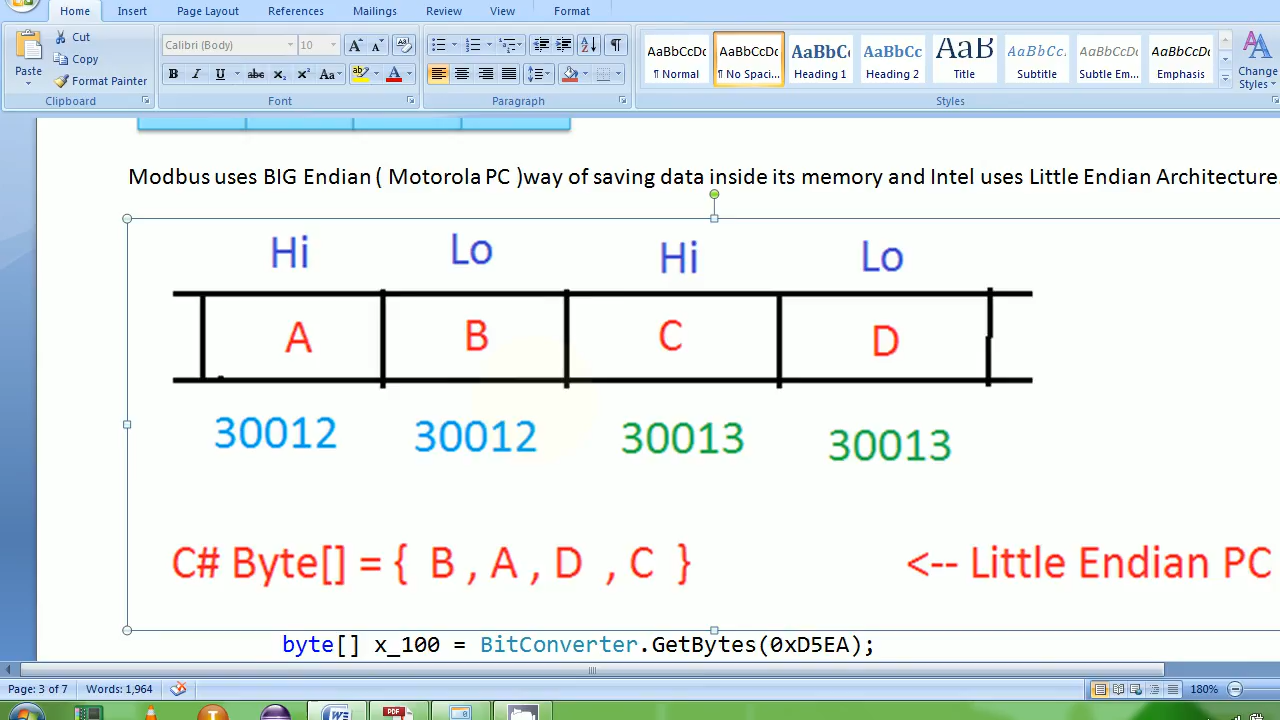 Home Insert Page Layout References Mailings Review View Format
Cut
Calibri (Body) 10
AaBbCcDc AaBbCcDc AaBbCc AaBbCc AaB AaBbCc. AaBbCcDc AaBbCcDc
Copy
Paste
Format Painter
¶ Normal ¶ No Spaci... Heading 1 Heading 2 Title Subtitle Subtle Em... Emphasis
Change
Styles
Clipboard Font Paragraph Styles
Modbus uses BIG Endian ( Motorola PC )way of saving data inside its memory and Intel uses Little Endian Architecture.
Hi Lo Hi Lo
A B C D
30012 30012 30013 30013
C# Byte[] = { B , A , D , C } <-- Little Endian PC
byte[] x_100 = BitConverter.GetBytes(0xD5EA);
Page: 3 of 7 Words: 1,964 180%